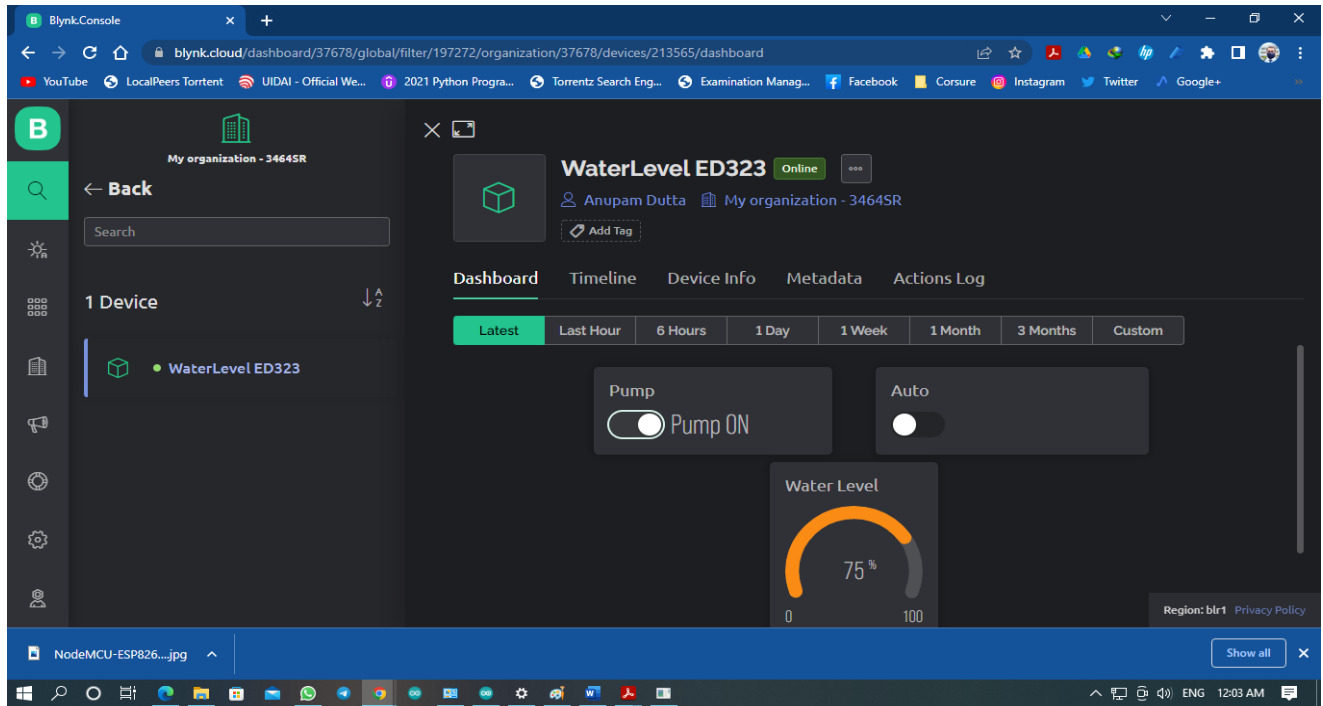 Blynk.Console
blynk.cloud/dashboard/37678/global/filter/197272/organization/37678/devices/213565/dashboard
YouTube LocalPeers Torrtent UIDAI - Official We... 2021 Python Progra... Torrentz Search Eng... Examination Manag... Facebook Corsure Instagram Twitter Google+
B
My organization - 3464SR
Back
Search
1 Device
A
Z
WaterLevel ED323
WaterLevel ED323 Online
Anupam Dutta My organization - 3464SR
Add Tag
Dashboard Timeline Device Info Metadata Actions Log
Latest Last Hour 6 Hours 1 Day 1 Week 1 Month 3 Months Custom
Pump
Pump ON
Auto
Water Level
75 %
0 100
Region: blr1 Privacy Policy
NodeMCU-ESP826....jpg
Show all
ENG 12:03 AM